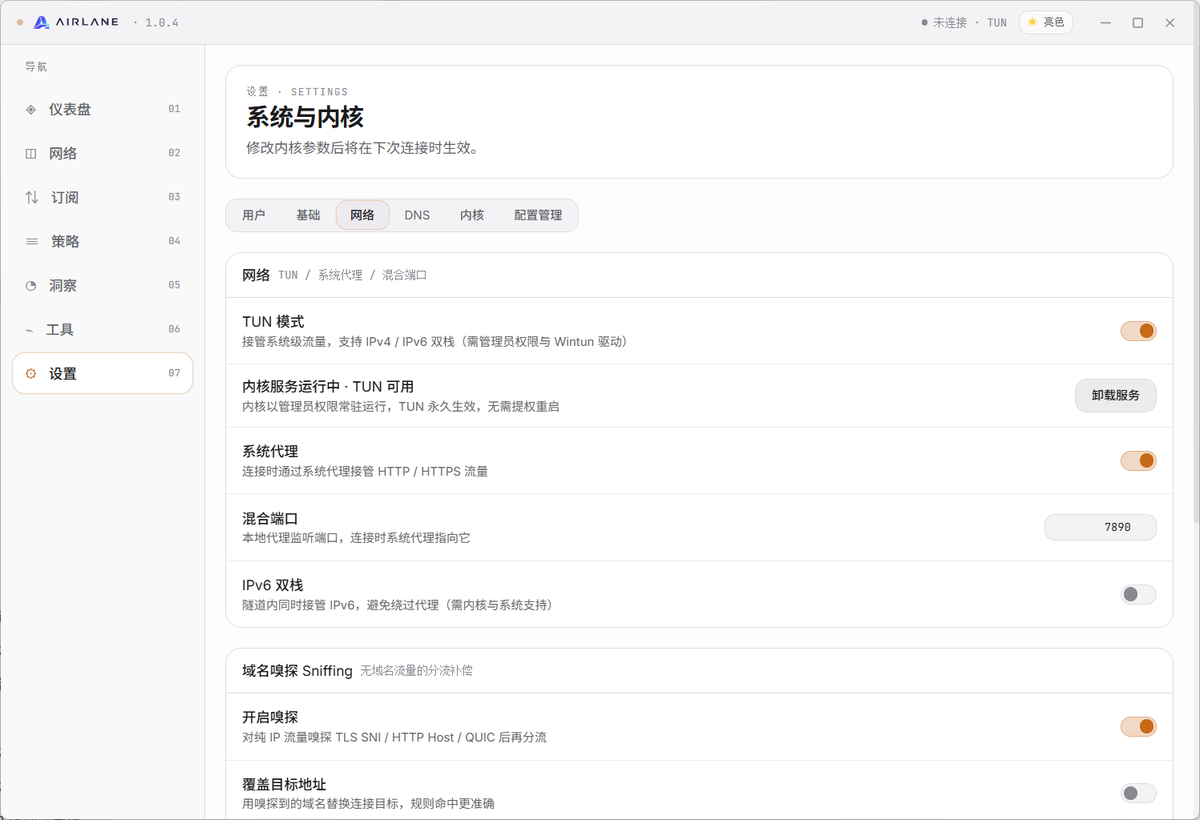 AIRLANE · 1.0.4
未连接 · TUN
亮色
导航
仪表盘 01
网络 02
订阅 03
策略 04
洞察 05
工具 06
设置 07
设置 · SETTINGS
系统与内核
修改内核参数后将在下次连接时生效。
用户 基础 网络 DNS 内核 配置管理
网络 TUN / 系统代理 / 混合端口
TUN 模式
接管系统级流量，支持 IPv4 / IPv6 双栈（需管理员权限与 Wintun 驱动）
内核服务运行中 · TUN 可用
内核以管理员权限常驻运行，TUN 永久生效，无需提权重启
卸载服务
系统代理
连接时通过系统代理接管 HTTP / HTTPS 流量
混合端口
本地代理监听端口，连接时系统代理指向它
7890
IPv6 双栈
隧道内同时接管 IPv6，避免绕过代理（需内核与系统支持）
域名嗅探 Sniffing 无域名流量的分流补偿
开启嗅探
对纯 IP 流量嗅探 TLS SNI / HTTP Host / QUIC 后再分流
覆盖目标地址
用嗅探到的域名替换连接目标，规则命中更准确